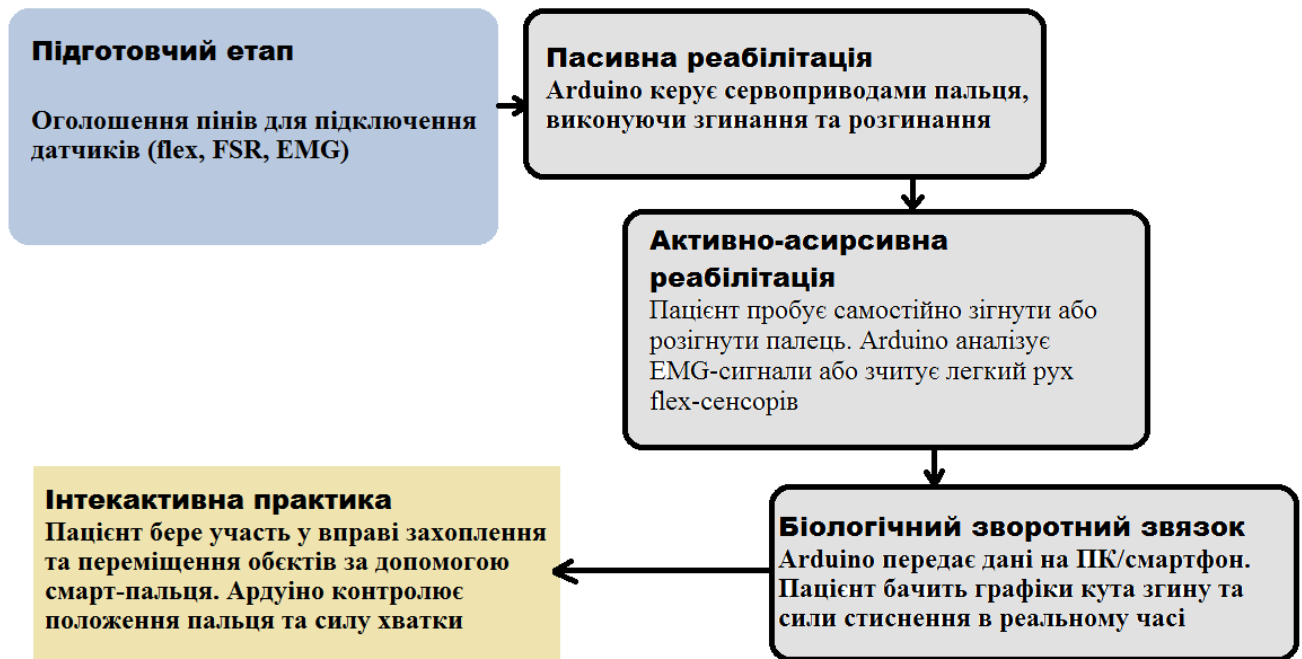 Підготовчий етап
Оголошення пінів для підключення
датчиків (flex, FSR, EMG)
Пасивна реабілітація
Arduino керує сервоприводами пальця,
виконуючи згинання та розгинання
Активно-асирсивна
реабілітація
Пацієнт пробує самостійно зігнути або
розігнути палець. Arduino аналізує
EMG-сигнали або зчитує легкий рух
flex-сенсорів
Біологічний зворотний звязок
Arduino передає дані на ПК/смартфон.
Пацієнт бачить графіки кута згину та
сили стиснення в реальному часі
Інтекактивна практика
Пацієнт бере участь у вправі захоплення
та переміщення обєктів за допомогою
смарт-пальця. Ардуіно контролює
положення пальця та силу хватки